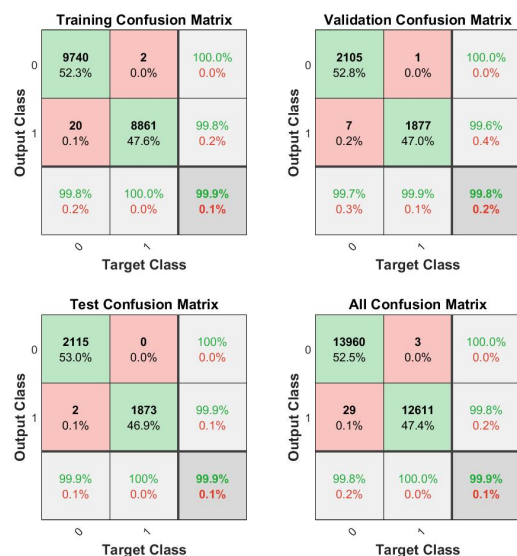 Training Confusion Matrix
9740 2 100.0%
0
52.3% 0.0% 0.0%
20 8861 99.8%
1
0.1% 47.6% 0.2%
99.8% 100.0% 99.9%
0.2% 0.0% 0.1%
0 1
Target Class
Output Class
Validation Confusion Matrix
2105 1 100.0%
0
52.8% 0.0% 0.0%
7 1877 99.6%
1
0.2% 47.0% 0.4%
99.7% 99.9% 99.8%
0.3% 0.1% 0.2%
0 1
Target Class
Output Class
Test Confusion Matrix
2115 0 100%
0
53.0% 0.0% 0.0%
2 1873 99.9%
1
0.1% 46.9% 0.1%
99.9% 100% 99.9%
0.1% 0.0% 0.1%
0 1
Target Class
Output Class
All Confusion Matrix
13960 3 100.0%
0
52.5% 0.0% 0.0%
29 12611 99.8%
1
0.1% 47.4% 0.2%
99.8% 100.0% 99.9%
0.2% 0.0% 0.1%
0 1
Target Class
Output Class